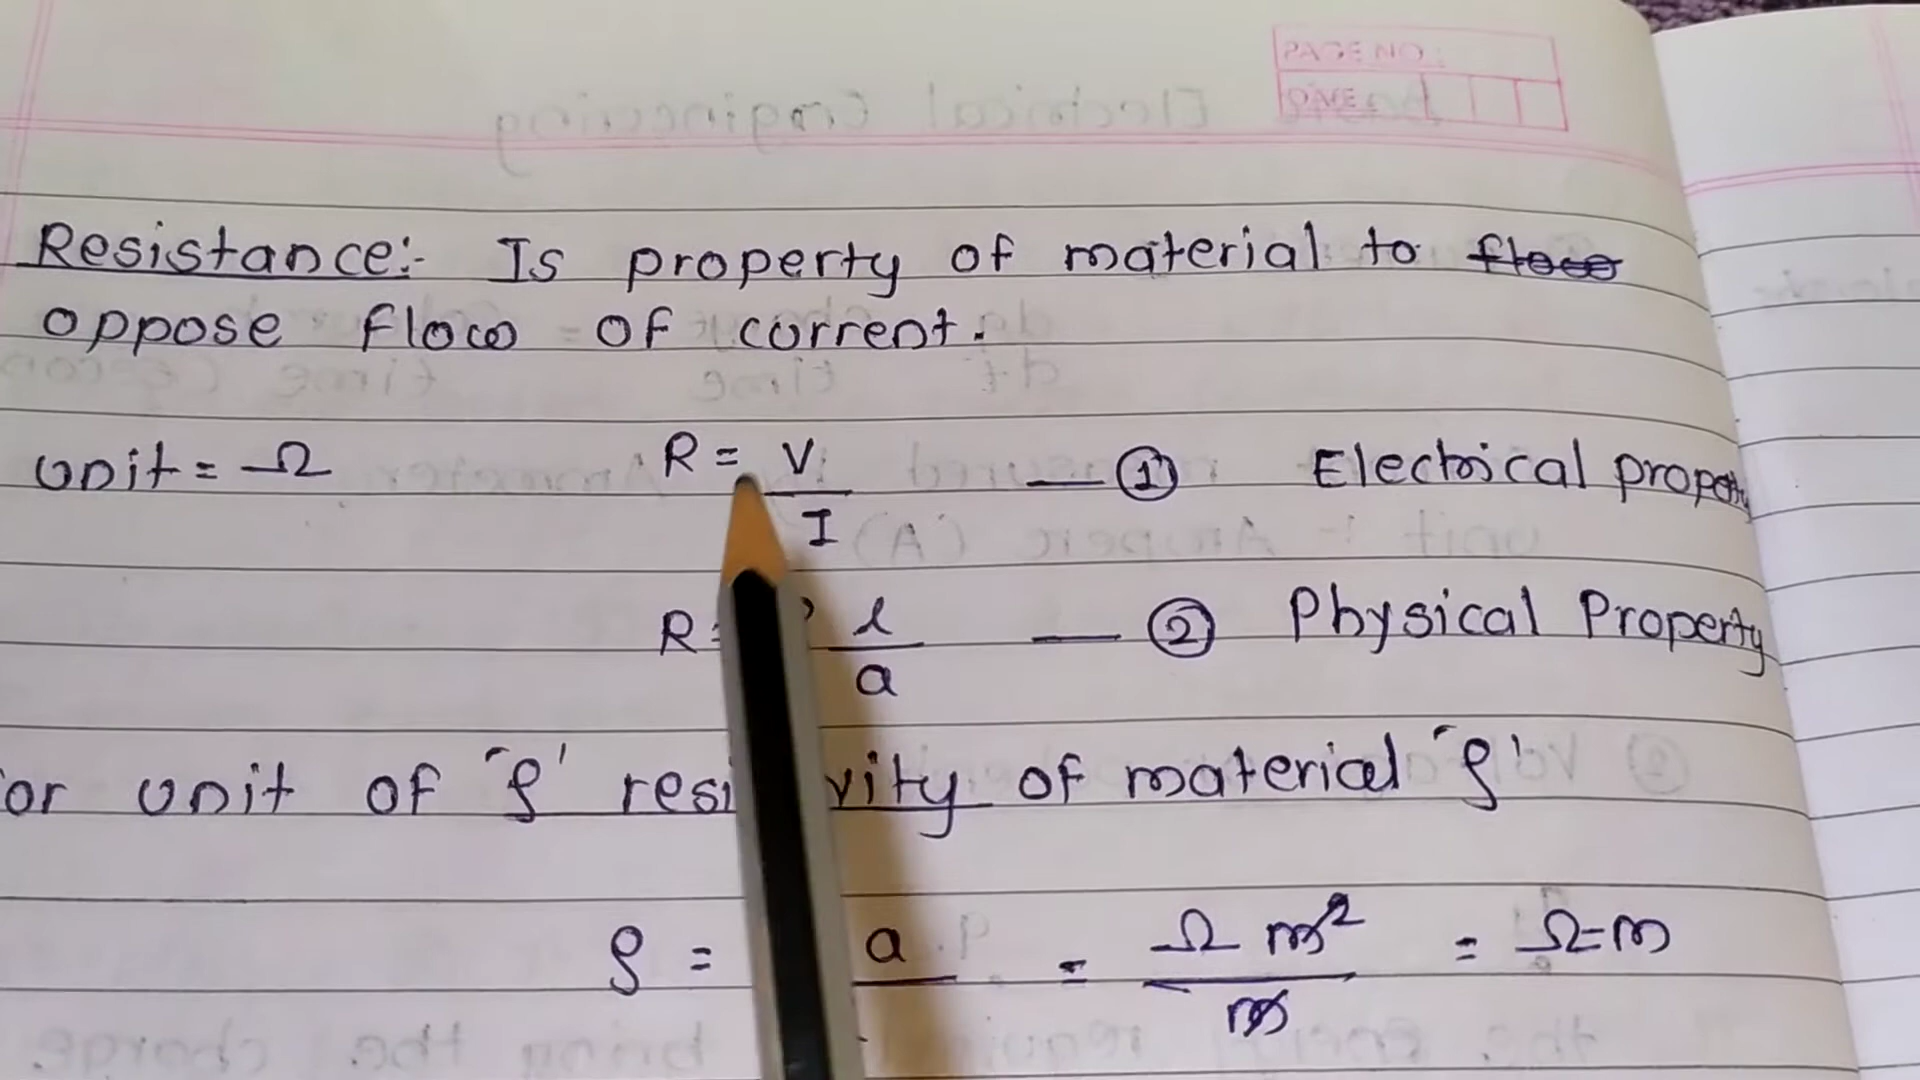 PAGE NO.:
DATE:
Resistance:- Is property of material to flow
oppose flow of current.
Unit = Ω R = V/I — ① Electrical property
R = l/a — ② Physical Property
or unit of 'ρ' resi vity of material 'ρ'
ρ = a = Ω m²/m = Ω-m